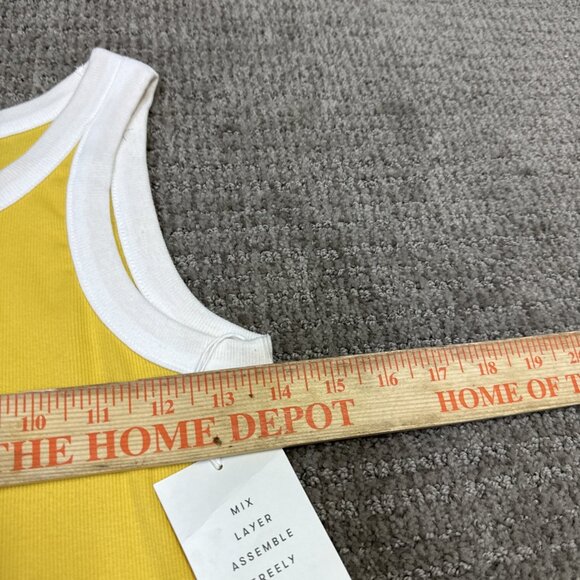 10 11 12 13 14 15 16 17 18 19 2
THE HOME DEPOT HOME OF T
MIX
LAYER
ASSEMBLE
FREELY